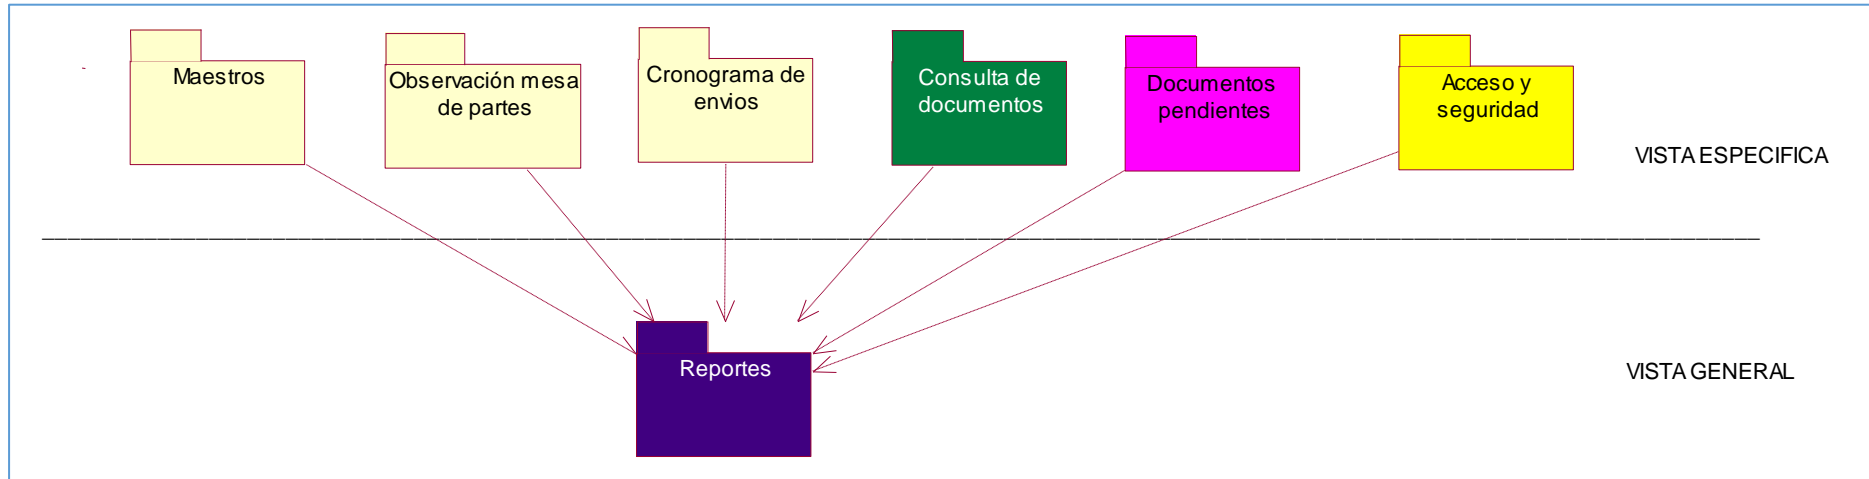 Maestros
Observación mesa
de partes
Cronograma de
envios
Consulta de
documentos
Documentos
pendientes
Acceso y
seguridad
VISTA ESPECIFICA
Reportes
VISTA GENERAL